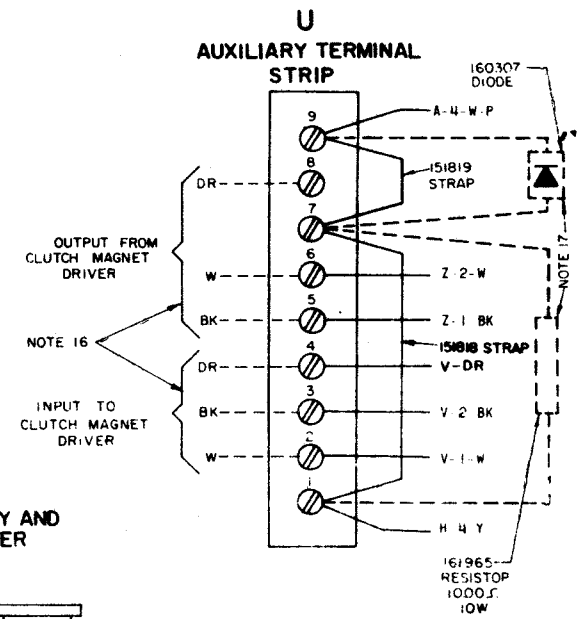 U
AUXILIARY TERMINAL
STRIP
160307
DIODE
9
A-4-W-P
8
DR
151819
STRAP
7
OUTPUT FROM
CLUTCH MAGNET
DRIVER
6
W
Z-2-W
NOTE 17
5
BK
Z-1 BK
NOTE 16
151818 STRAP
4
DR
V-DR
3
BK
V-2 BK
INPUT TO
CLUTCH MAGNET
DRIVER
2
W
V-1-W
1
H 4 Y
Y AND
ER
161965
RESISTOP
1000Ω
10W